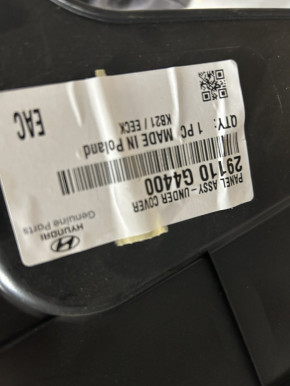 HYUNDAI
Genuine Parts
PANEL ASSY-UNDER COVER
29110 G4400
QTY: 1 PC MADE IN Poland
KB21 / EECK
EAC